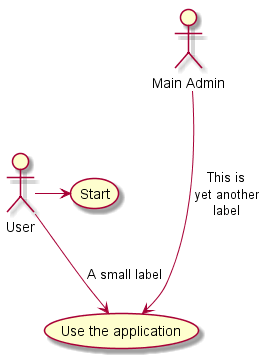 Main Admin
This is
yet another
label
Start
User
A small label
Use the application